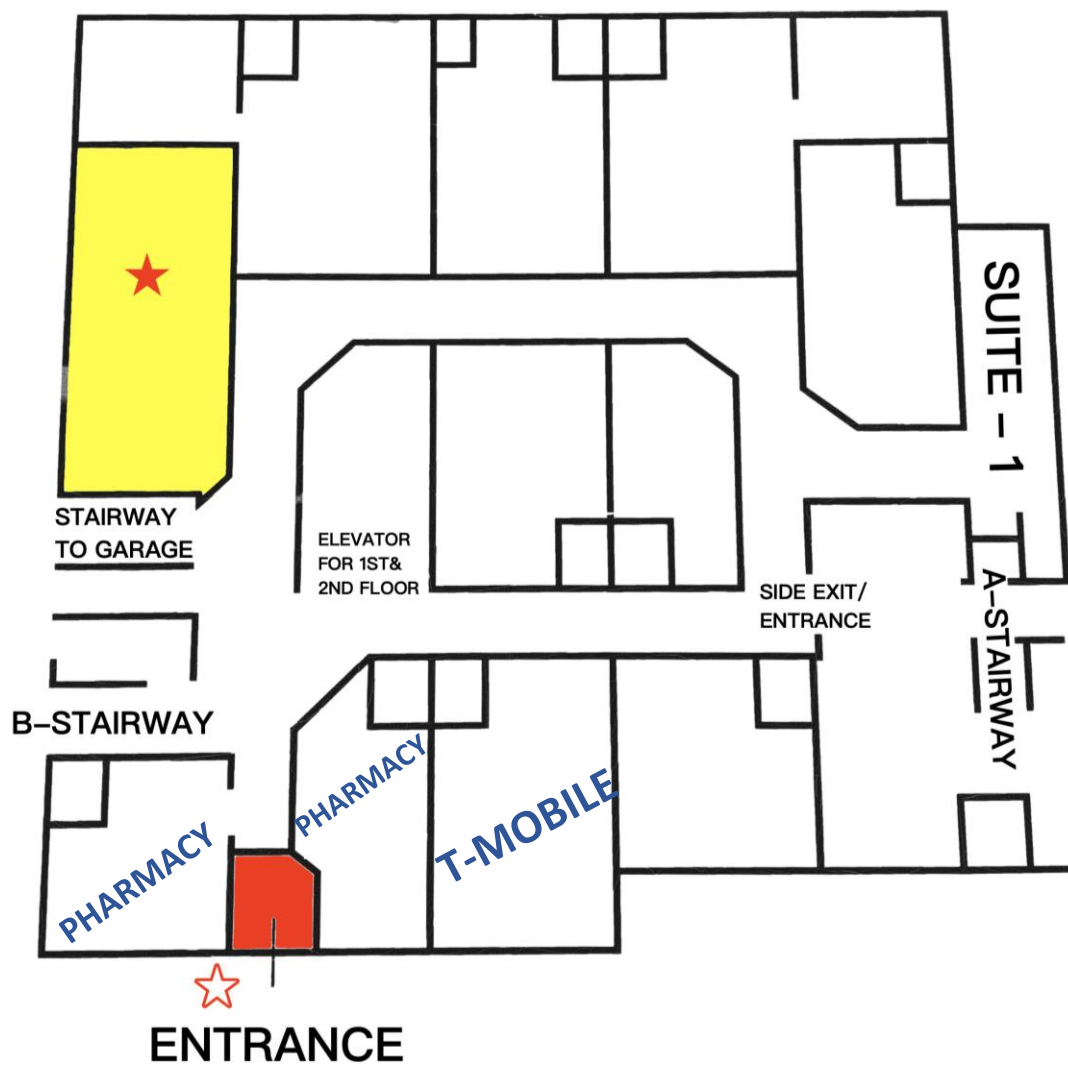 SUITE – 1
STAIRWAY
TO GARAGE
ELEVATOR
FOR 1ST&
2ND FLOOR
SIDE EXIT/
ENTRANCE
A–STAIRWAY
B–STAIRWAY
PHARMACY
PHARMACY
T-MOBILE
ENTRANCE